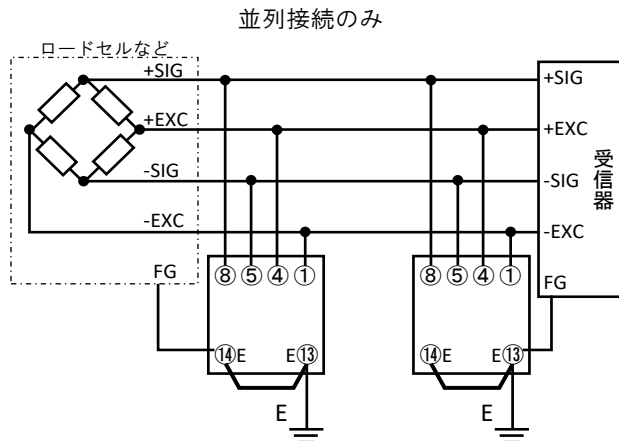 並列接続のみ
ロードセルなど
+SIG
+SIG
+EXC
+EXC
-SIG
-SIG
-EXC
-EXC
受信器
FG
FG
⑧ ⑤ ④ ①
⑧ ⑤ ④ ①
⑭E E⑬
⑭E E⑬
E
E